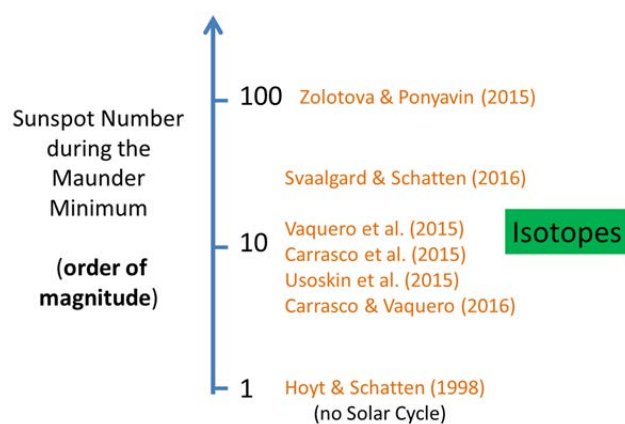 100 Zolotova & Ponyavin (2015)
Sunspot Number
during the
Maunder
Minimum
(order of
magnitude)
Svaalgard & Schatten (2016)
10
Vaquero et al. (2015)
Carrasco et al. (2015)
Usoskin et al. (2015)
Carrasco & Vaquero (2016)
Isotopes
1 Hoyt & Schatten (1998)
(no Solar Cycle)